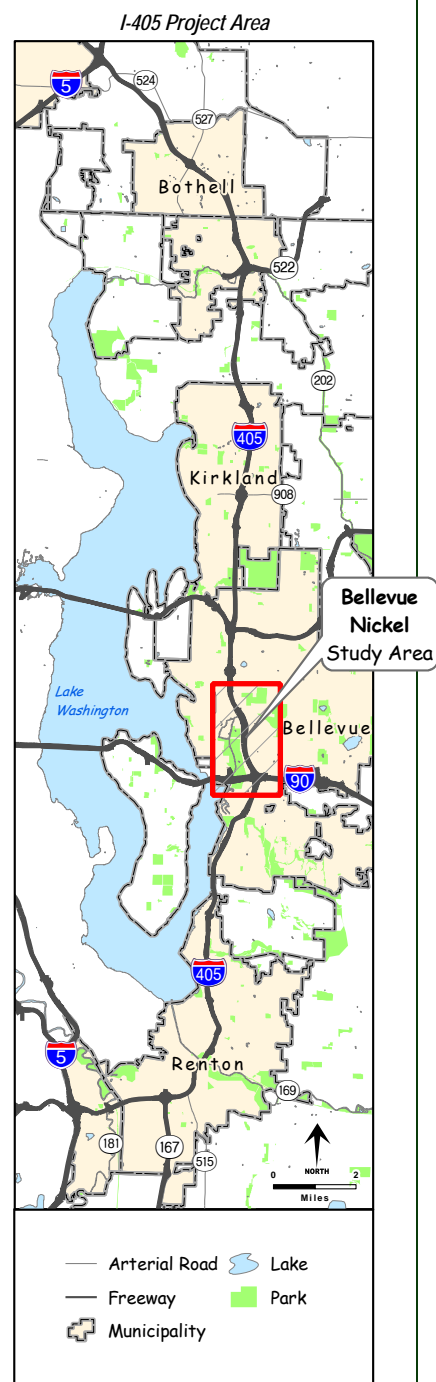 I-405 Project Area
5
524
527
Bothell
522
202
405
Kirkland
908
Bellevue
Nickel
Study Area
Lake
Washington
Bellevue
90
405
5
Renton
169
181
167
515
NORTH
0 2
Miles
Arterial Road
Lake
Freeway
Park
Municipality